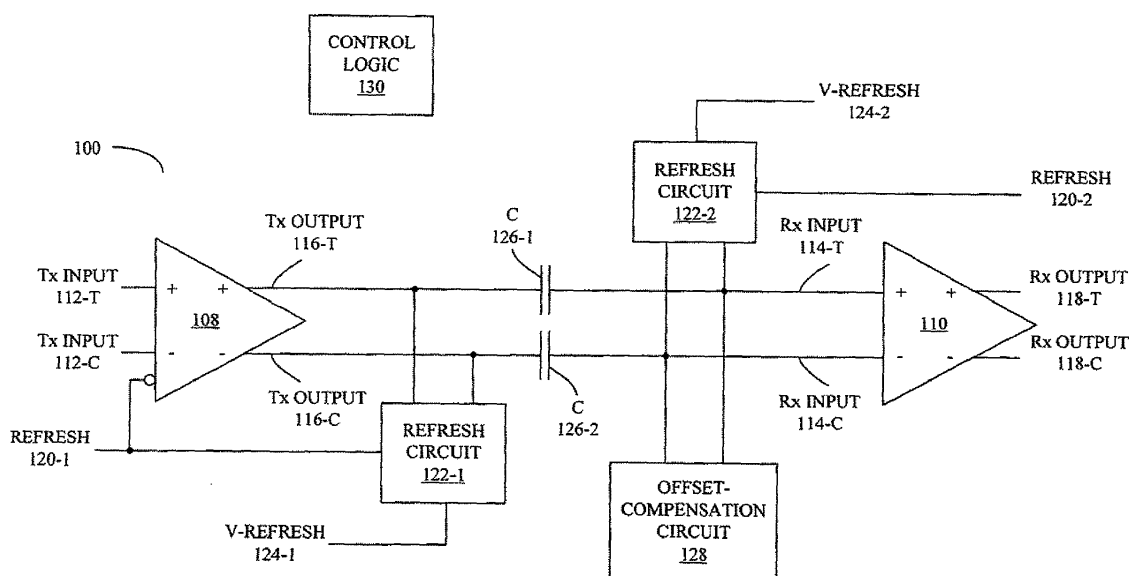 CONTROL
LOGIC
130
V-REFRESH
124-2
100
REFRESH
CIRCUIT
122-2
REFRESH
120-2
Tx OUTPUT
116-T
C
126-1
Rx INPUT
114-T
Tx INPUT
112-T
+ +
108
Tx INPUT
112-C
- -
+ +
110
- -
Rx OUTPUT
118-T
Rx OUTPUT
118-C
Tx OUTPUT
116-C
C
126-2
Rx INPUT
114-C
REFRESH
120-1
REFRESH
CIRCUIT
122-1
OFFSET-
COMPENSATION
CIRCUIT
128
V-REFRESH
124-1